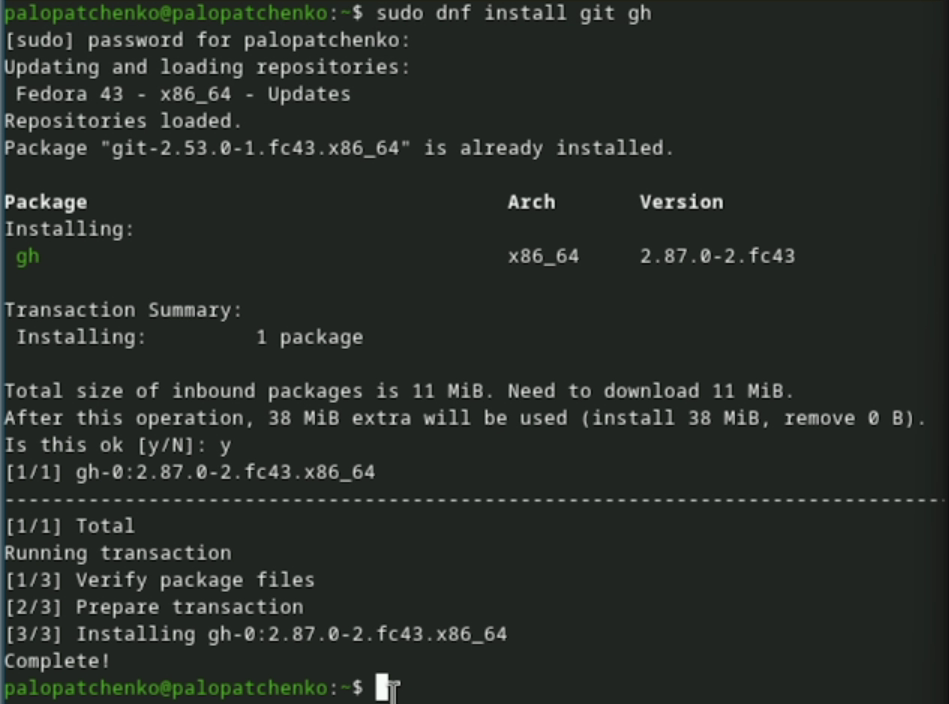 palopatchenko@palopatchenko:~$ sudo dnf install git gh
[sudo] password for palopatchenko:
Updating and loading repositories:
 Fedora 43 - x86_64 - Updates
Repositories loaded.
Package "git-2.53.0-1.fc43.x86_64" is already installed.

Package Arch Version
Installing:
 gh x86_64 2.87.0-2.fc43

Transaction Summary:
 Installing: 1 package

Total size of inbound packages is 11 MiB. Need to download 11 MiB.
After this operation, 38 MiB extra will be used (install 38 MiB, remove 0 B).
Is this ok [y/N]: y
[1/1] gh-0:2.87.0-2.fc43.x86_64
--------------------------------------------------------------------------------
[1/1] Total
Running transaction
[1/3] Verify package files
[2/3] Prepare transaction
[3/3] Installing gh-0:2.87.0-2.fc43.x86_64
Complete!
palopatchenko@palopatchenko:~$